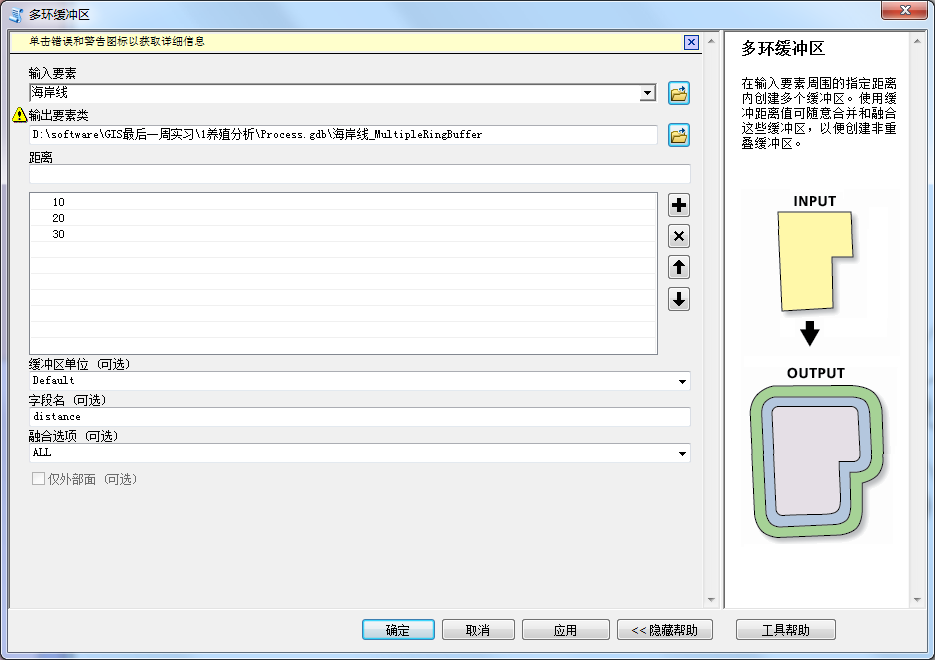 多环缓冲区
单击错误和警告图标以获取详细信息
输入要素
海岸线
输出要素类
D:\software\GIS最后一周实习\1养殖分析\Process.gdb\海岸线_MultipleRingBuffer
距离
10
20
30
缓冲区单位（可选）
Default
字段名（可选）
distance
融合选项（可选）
ALL
仅外部面（可选）
确定
取消
应用
<< 隐藏帮助
多环缓冲区
在输入要素周围的指定距离
内创建多个缓冲区。使用缓
冲距离值可随意合并和融合
这些缓冲区，以便创建非重
叠缓冲区。
INPUT
OUTPUT
工具帮助